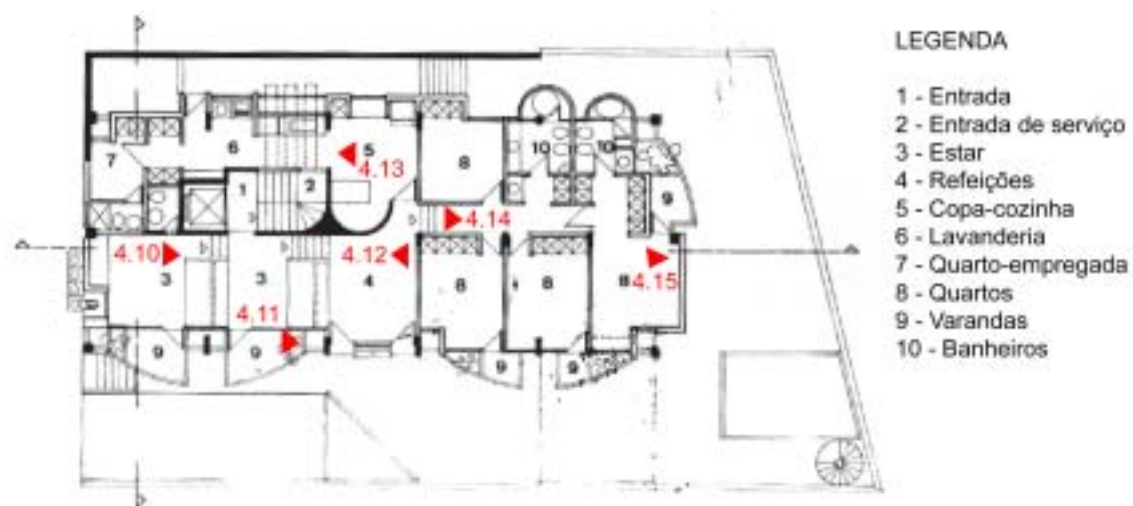 LEGENDA
1 - Entrada
2 - Entrada de serviço
3 - Estar
4 - Refeições
5 - Copa-cozinha
6 - Lavanderia
7 - Quarto-empregada
8 - Quartos
9 - Varandas
10 - Banheiros
10 10
7 6 5
4.13
8
1 2 9
4.14
4.10 4.12
3 3 4 8 8 8 4.15
4.11
9 9 9 9